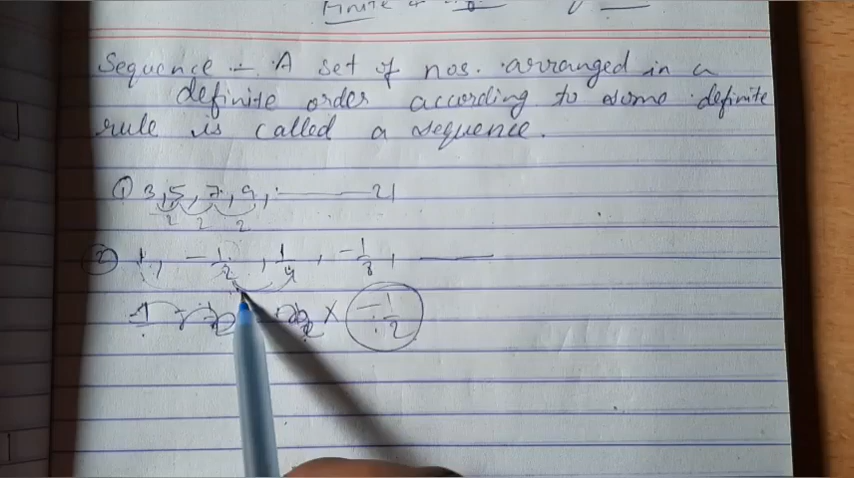 Finite
Sequence :- A set of nos. arranged in a
definite order according to some definite
rule is called a sequence.
① 3, 5, 7, 9, ——— 21
2 2 2
② 1, -1/2, 1/4, -1/8, ———
× -1/2